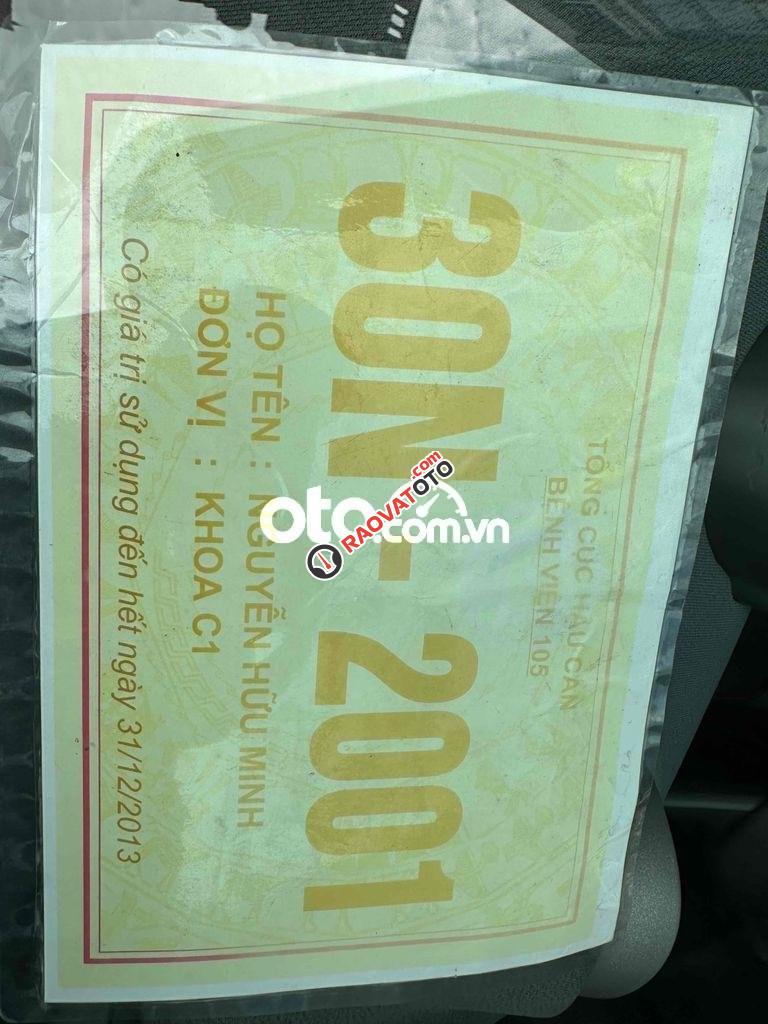 TỔNG CỤC HẬU CẦN
BỆNH VIỆN 105
30N - 2001
HỌ TÊN : NGUYỄN HỮU MINH
ĐƠN VỊ : KHOA C1
Có giá trị sử dụng đến hết ngày 31/12/2013
oto.com.vn
RAOVATOTO.com